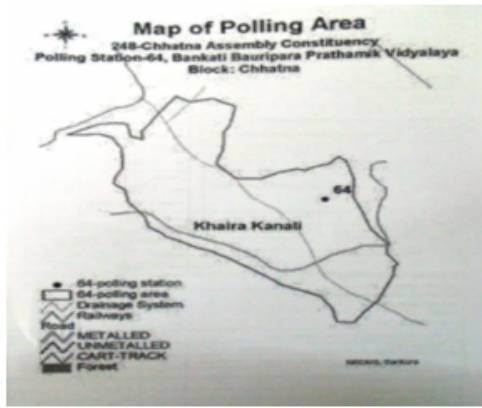 Map of Polling Area
248-Chhatna Assembly Constituency
Polling Station-64, Bankati Bauripara Prathamik Vidyalaya
Block: Chhatna
64
Khaira Kanali
64-polling station
64-polling area
Drainage System
Railways
Road
METALLED
UNMETALLED
CART-TRACK
Forest